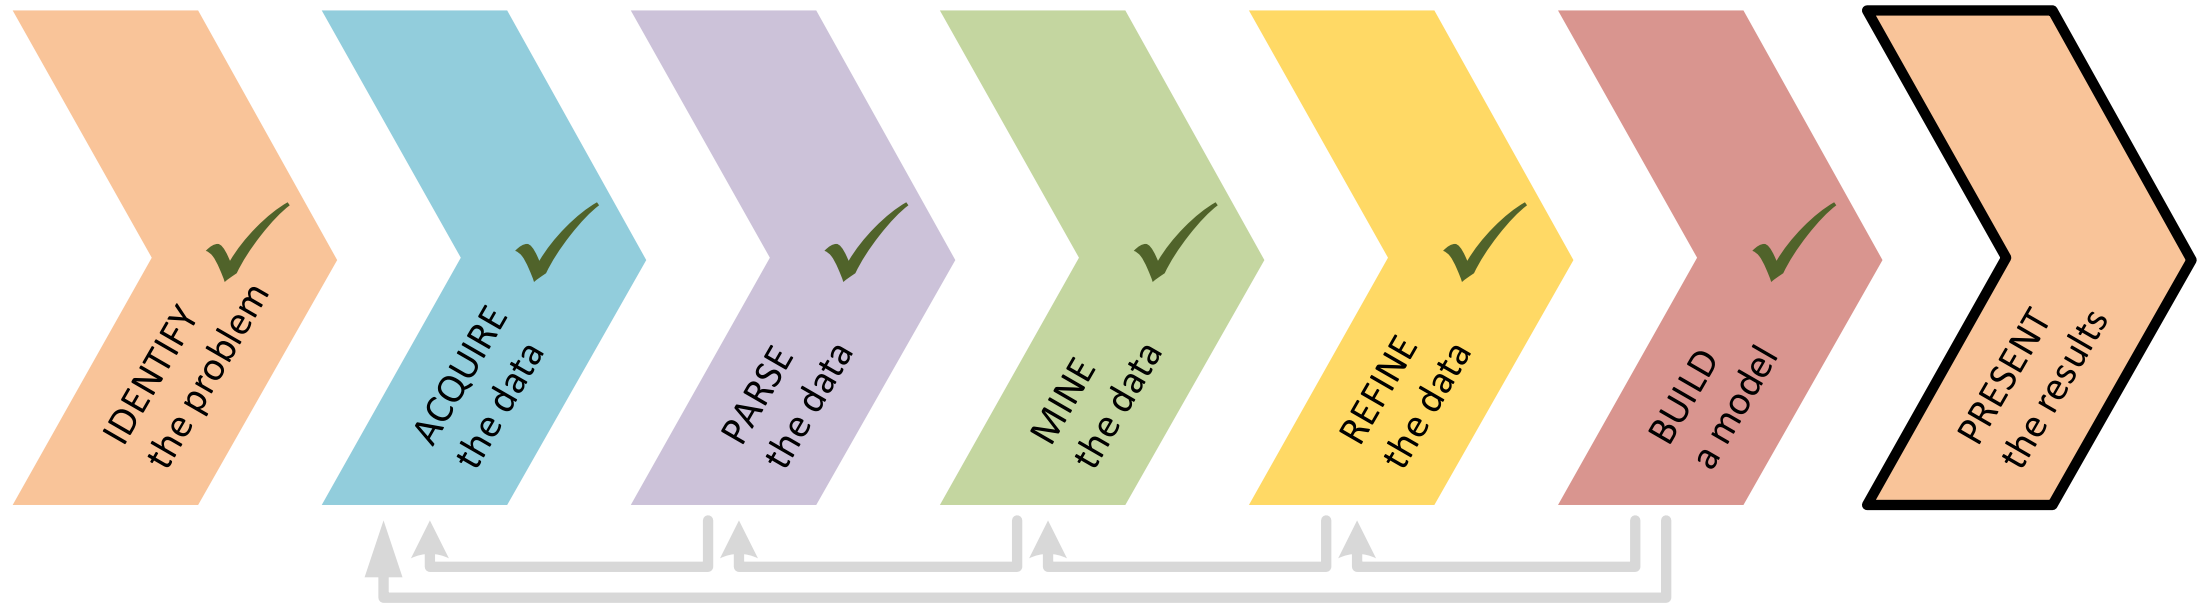 IDENTIFY
the problem
ACQUIRE
the data
PARSE
the data
MINE
the data
REFINE
the data
BUILD
a model
PRESENT
the results